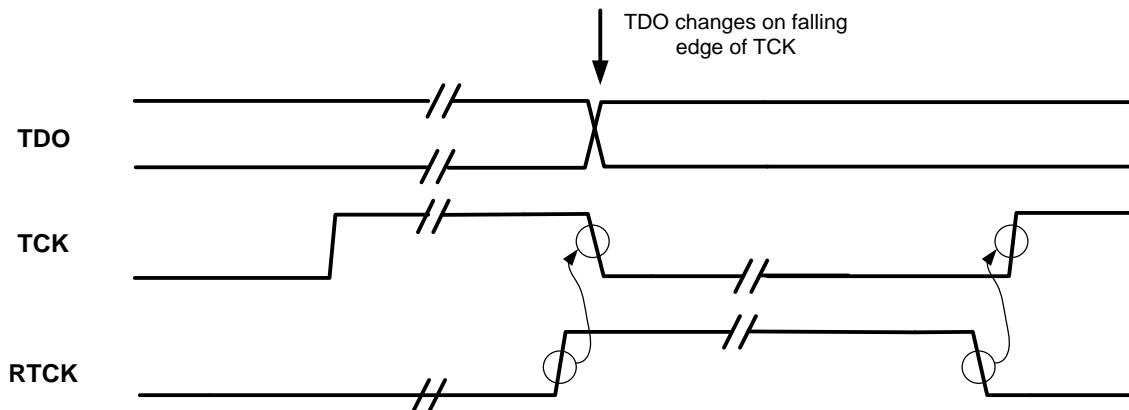 TDO changes on falling
edge of TCK
TDO
TCK
RTCK